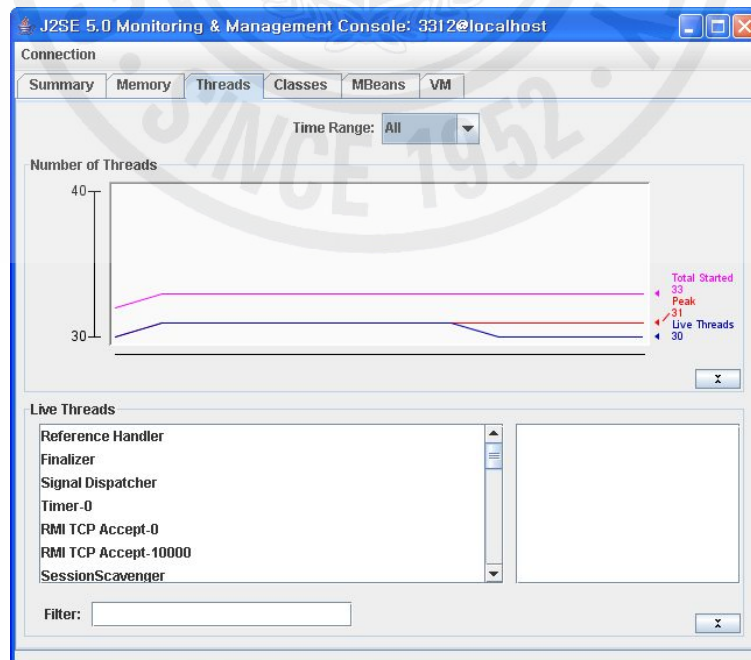 J2SE 5.0 Monitoring & Management Console: 3312@localhost
Connection
Summary Memory Threads Classes MBeans VM
SINCE 1952
Time Range: All
Number of Threads
40
30
Total Started
33
Peak
31
Live Threads
30
Live Threads
Reference Handler
Finalizer
Signal Dispatcher
Timer-0
RMI TCP Accept-0
RMI TCP Accept-10000
SessionScavenger
Filter: